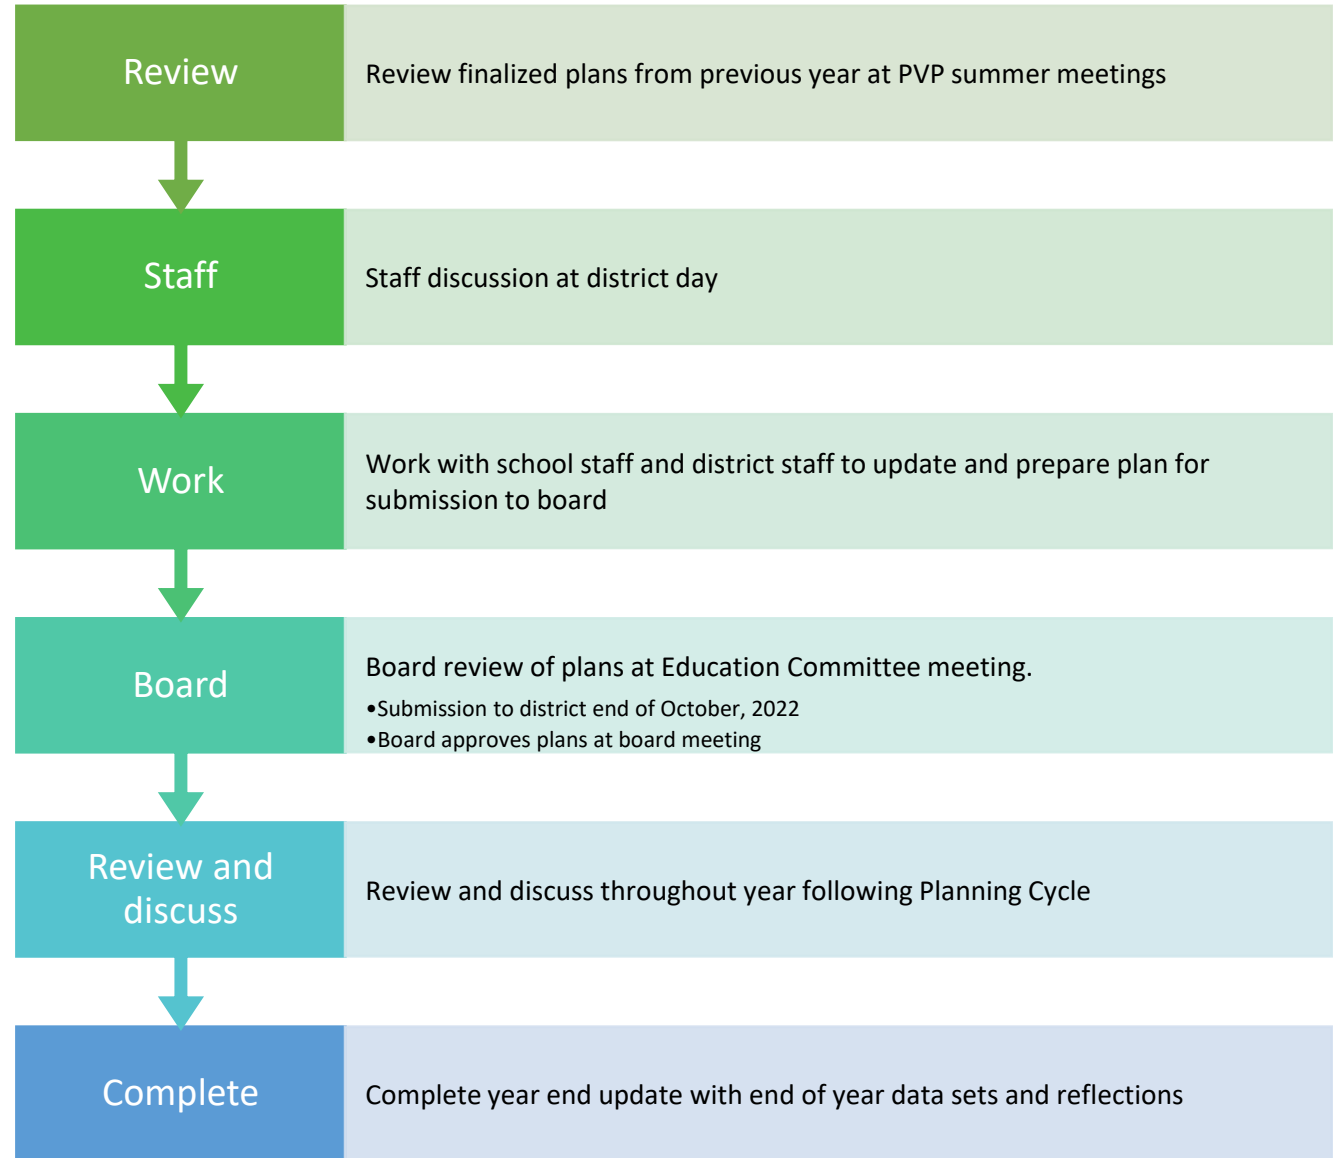 Review
Review finalized plans from previous year at PVP summer meetings
Staff
Staff discussion at district day
Work
Work with school staff and district staff to update and prepare plan for
submission to board
Board
Board review of plans at Education Committee meeting.
•Submission to district end of October, 2022
•Board approves plans at board meeting
Review and
discuss
Review and discuss throughout year following Planning Cycle
Complete
Complete year end update with end of year data sets and reflections